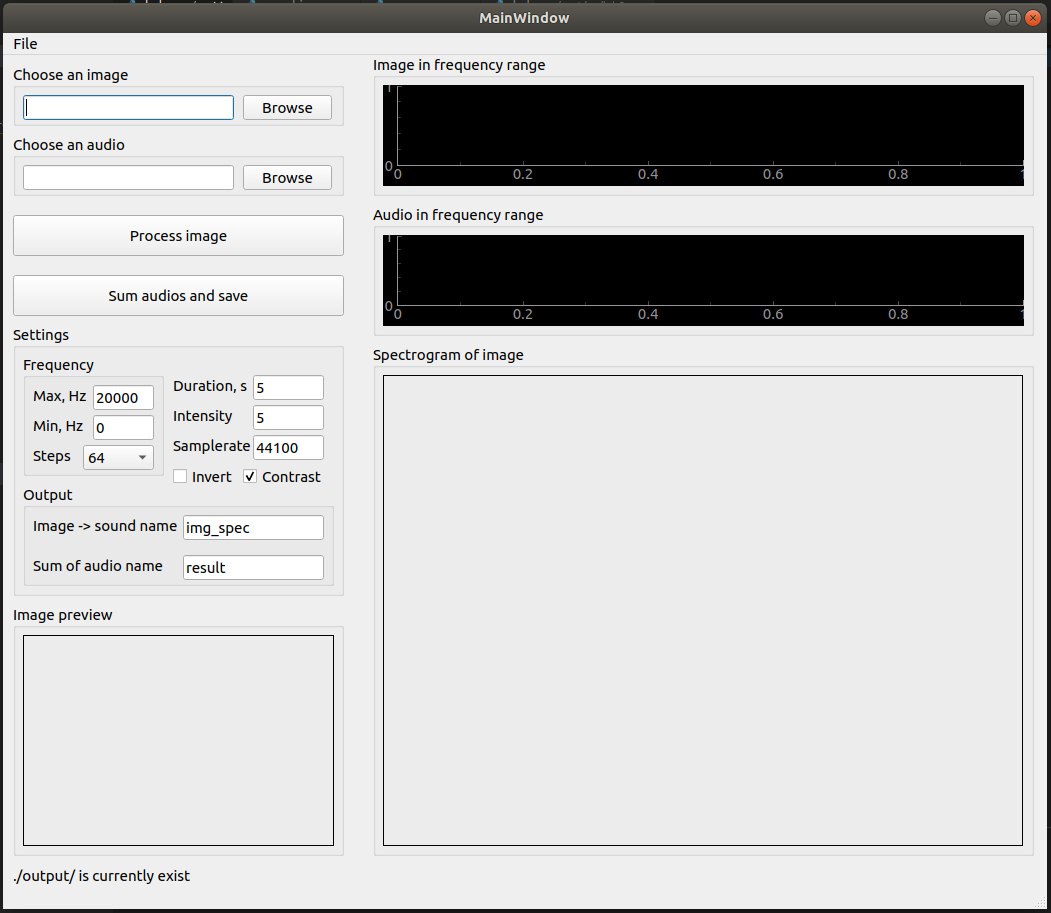 MainWindow
File
Choose an image
Browse
Choose an audio
Browse
Process image
Sum audios and save
Settings
Frequency
Max, Hz 20000
Min, Hz 0
Steps 64
Duration, s 5
Intensity 5
Samplerate 44100
Invert Contrast
Output
Image -> sound name img_spec
Sum of audio name result
Image preview
./output/ is currently exist
Image in frequency range
1
0
0 0.2 0.4 0.6 0.8 1
Audio in frequency range
1
0
0 0.2 0.4 0.6 0.8 1
Spectrogram of image